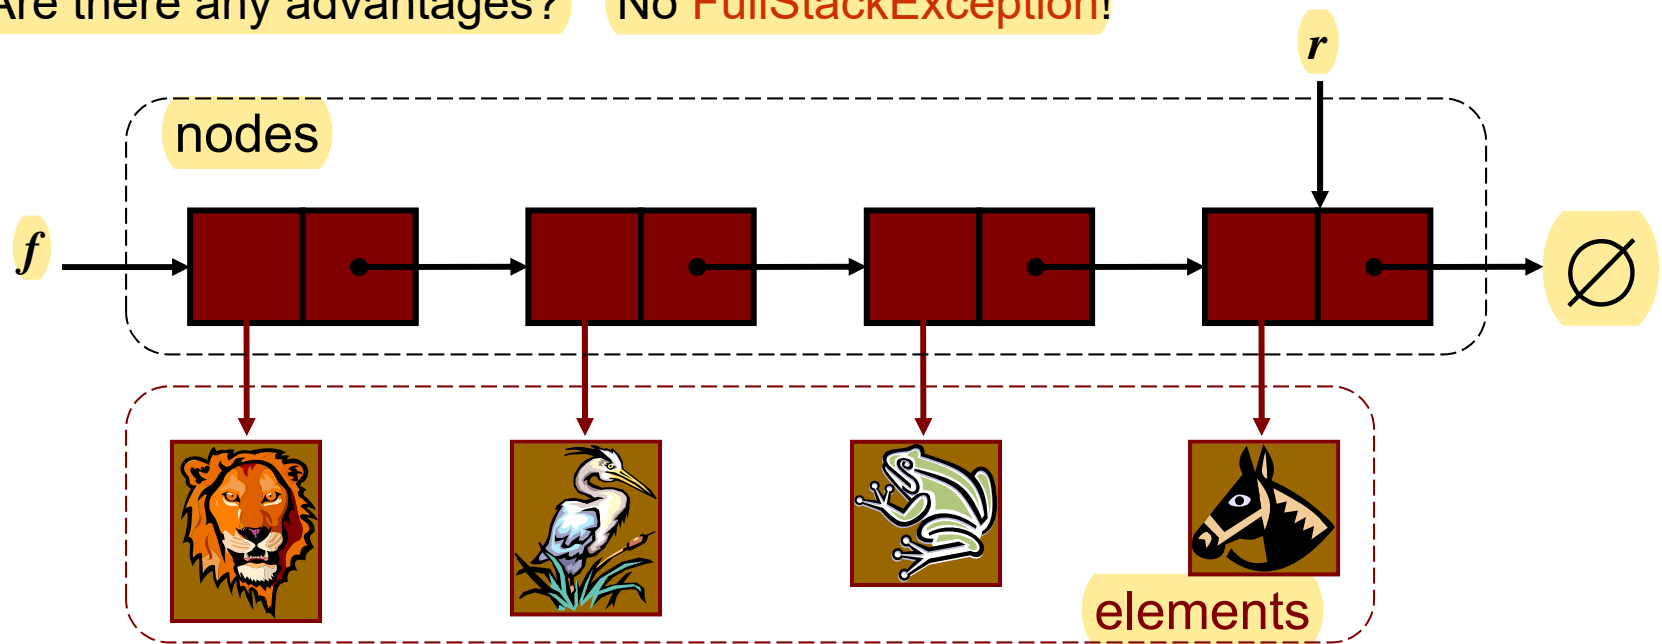 Are there any advantages? No FullStackException!
r
nodes
f
∅
elements